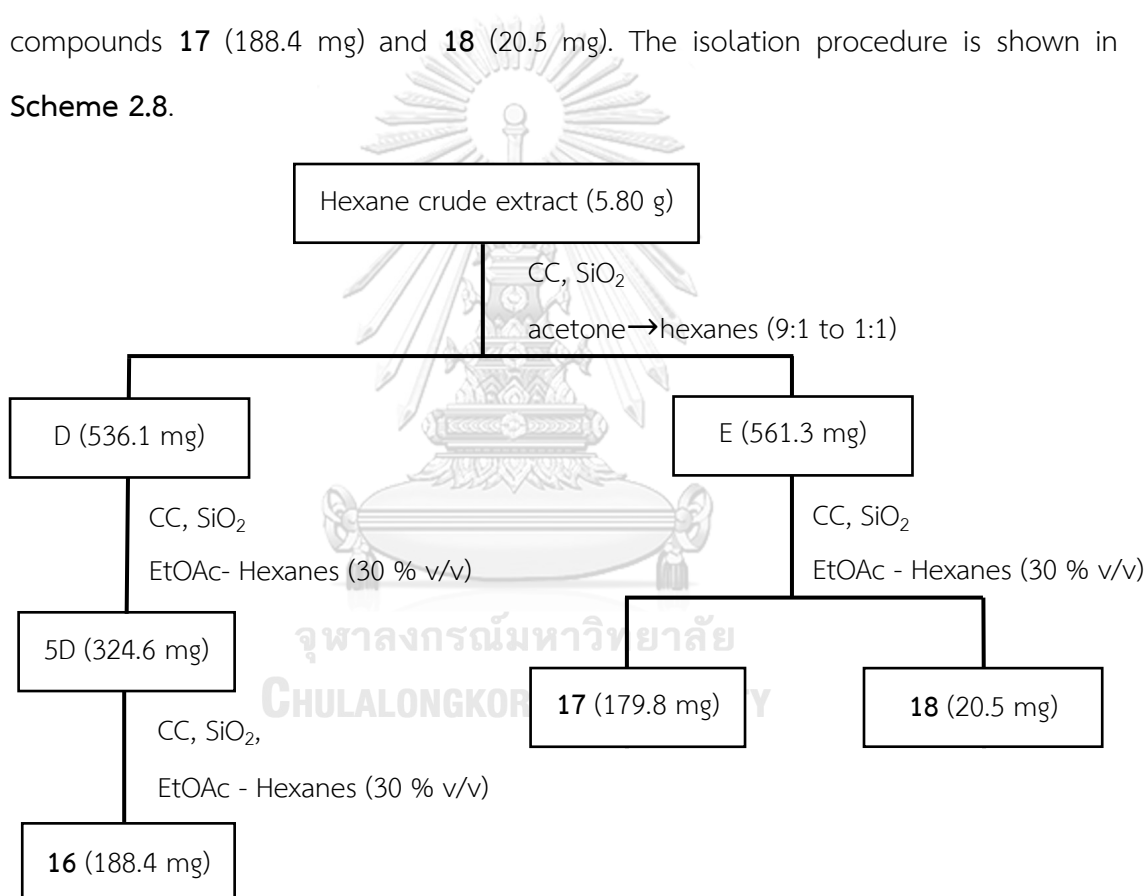 compounds 17 (188.4 mg) and 18 (20.5 mg). The isolation procedure is shown in
Scheme 2.8.
Hexane crude extract (5.80 g)
CC, SiO₂
acetone→hexanes (9:1 to 1:1)
D (536.1 mg)
E (561.3 mg)
CC, SiO₂
EtOAc- Hexanes (30 % v/v)
CC, SiO₂
EtOAc - Hexanes (30 % v/v)
5D (324.6 mg)
จุฬาลงกรณ์มหาวิทยาลัย
17 (179.8 mg)
18 (20.5 mg)
CC, SiO₂,
EtOAc - Hexanes (30 % v/v)
16 (188.4 mg)